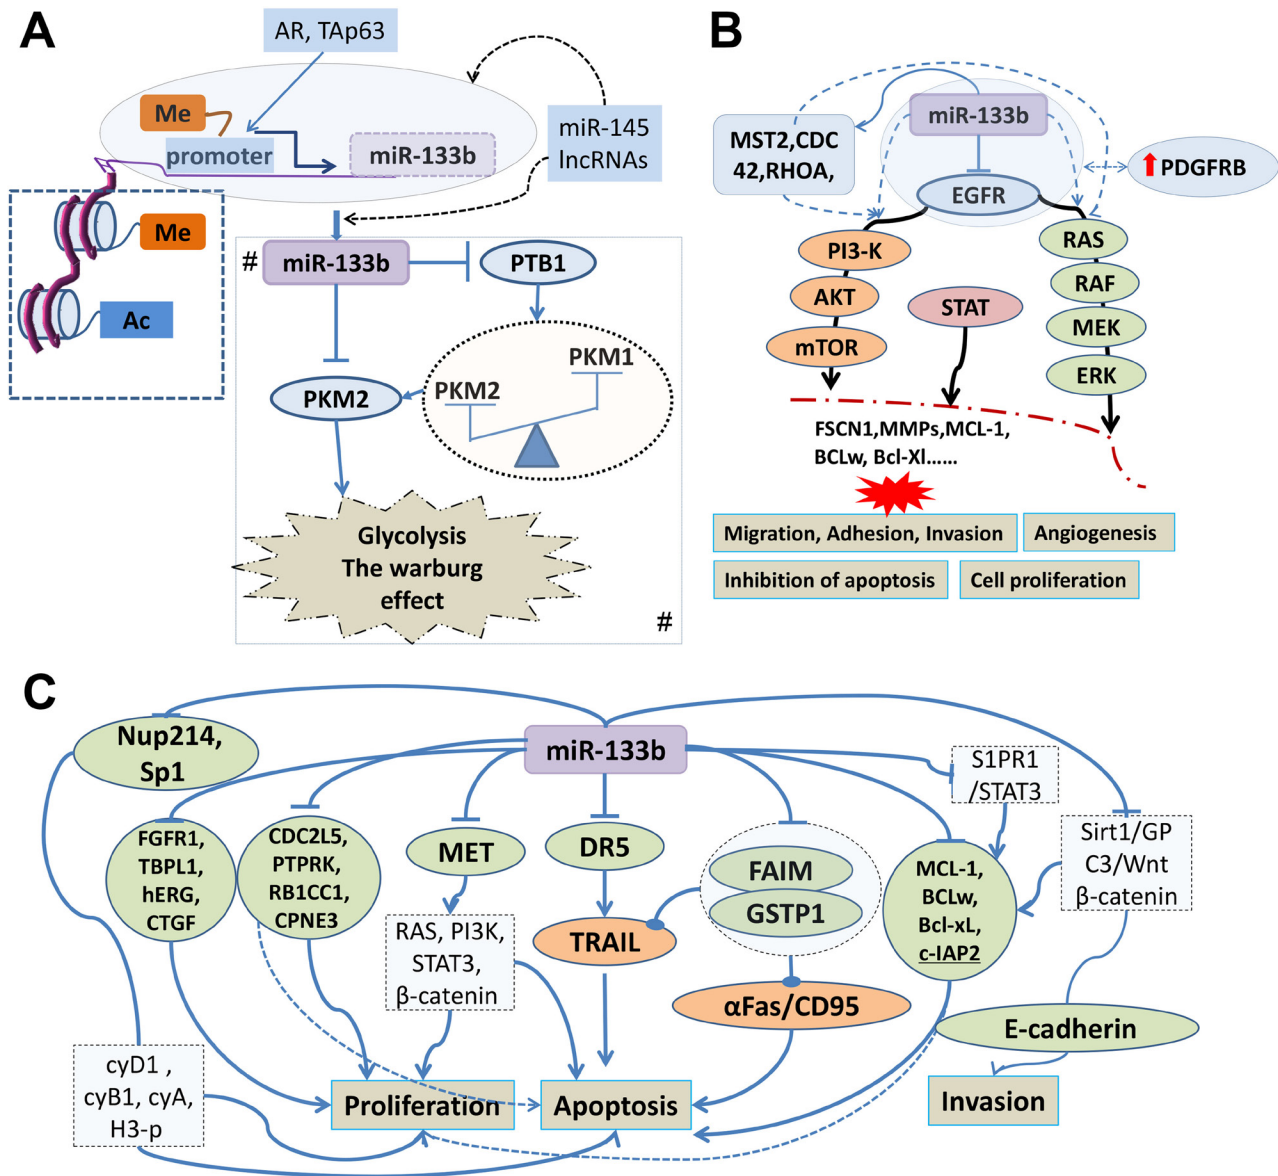 A
AR, TAp63
Me
promoter
miR-133b
miR-145
lncRNAs
Me
Ac
#
miR-133b
PTB1
PKM1
PKM2
PKM2
Glycolysis
The warburg
effect
#
B
miR-133b
MST2,CDC
42,RHOA,
PDGFRB
EGFR
PI3-K
RAS
AKT
RAF
STAT
mTOR
MEK
ERK
FSCN1,MMPs,MCL-1,
BCLw, Bcl-Xl......
Migration, Adhesion, Invasion
Angiogenesis
Inhibition of apoptosis
Cell proliferation
C
Nup214,
Sp1
miR-133b
S1PR1
/STAT3
FGFR1,
TBPL1,
hERG,
CTGF
CDC2L5,
PTPRK,
RB1CC1,
CPNE3
MET
DR5
FAIM
GSTP1
MCL-1,
BCLw,
Bcl-xL,
c-IAP2
Sirt1/GP
C3/Wnt
β-catenin
RAS, PI3K,
STAT3,
β-catenin
TRAIL
αFas/CD95
E-cadherin
cyD1 ,
cyB1, cyA,
H3-p
Proliferation
Apoptosis
Invasion